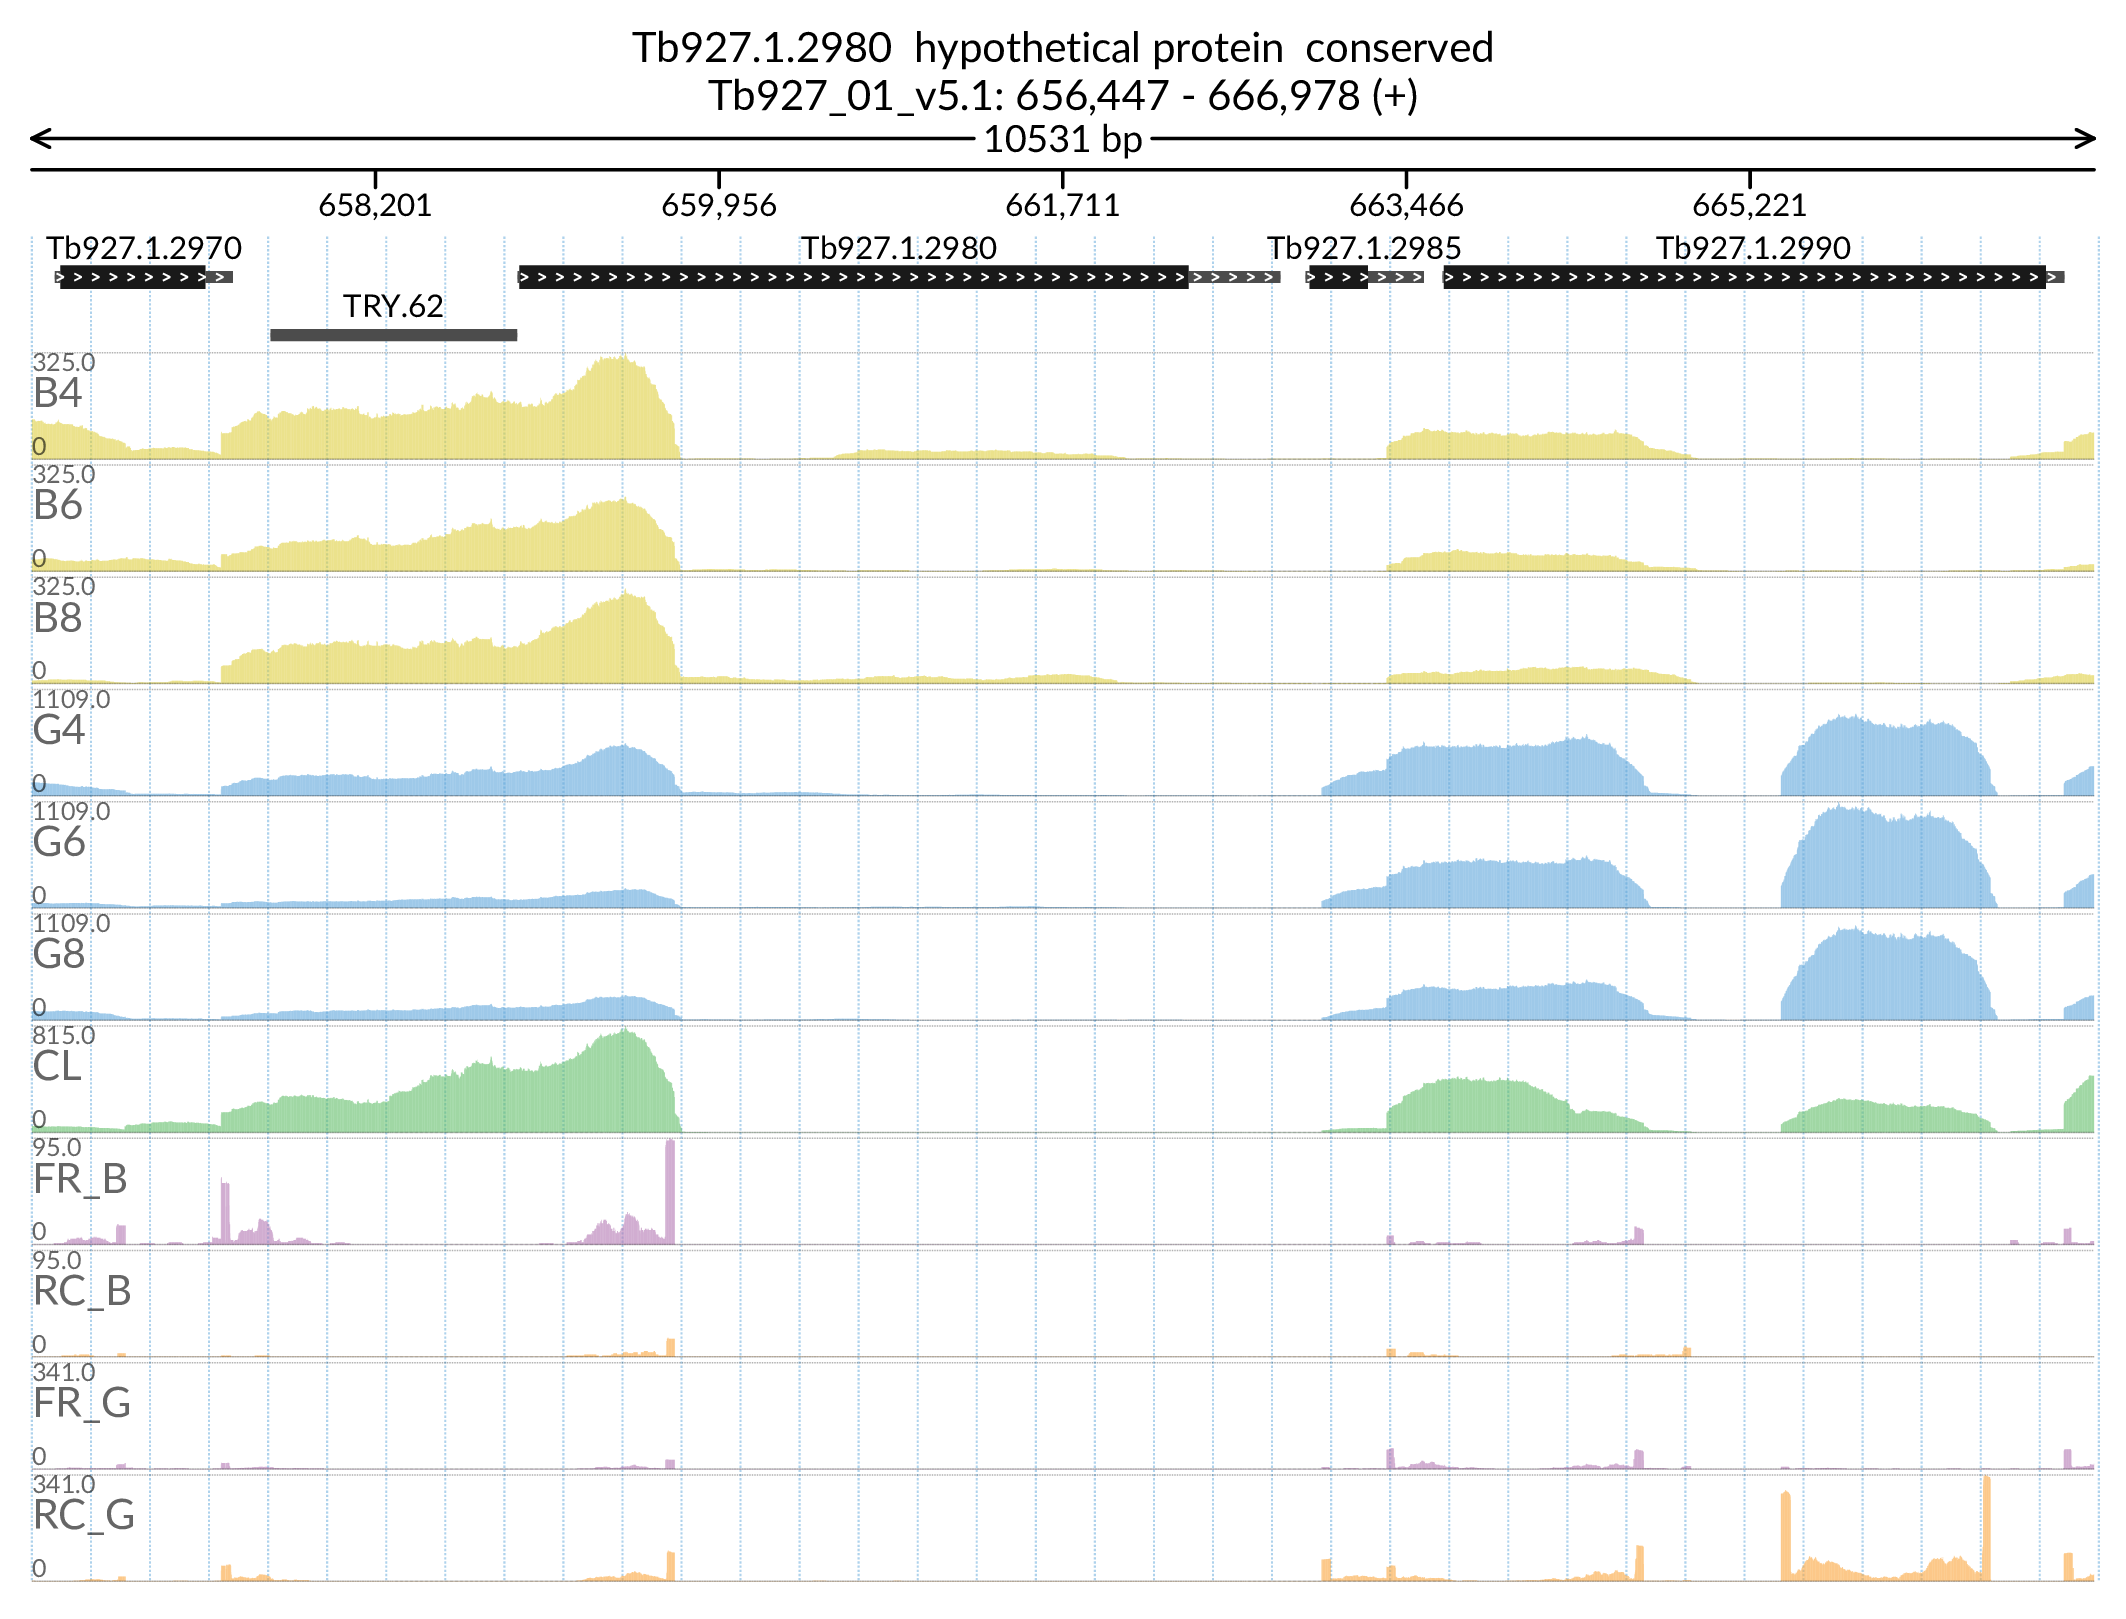 Tb927.1.2980  hypothetical protein  conserved
Tb927_01_v5.1: 656,447 - 666,978 (+)
10531 bp
658,201 659,956 661,711 663,466 665,221
Tb927.1.2970 Tb927.1.2980 Tb927.1.2985 Tb927.1.2990
TRY.62
325.0
B4
0
325.0
B6
0
325.0
B8
0
1109.0
G4
0
1109.0
G6
0
1109.0
G8
0
815.0
CL
0
95.0
FR_B
0
95.0
RC_B
0
341.0
FR_G
0
341.0
RC_G
0